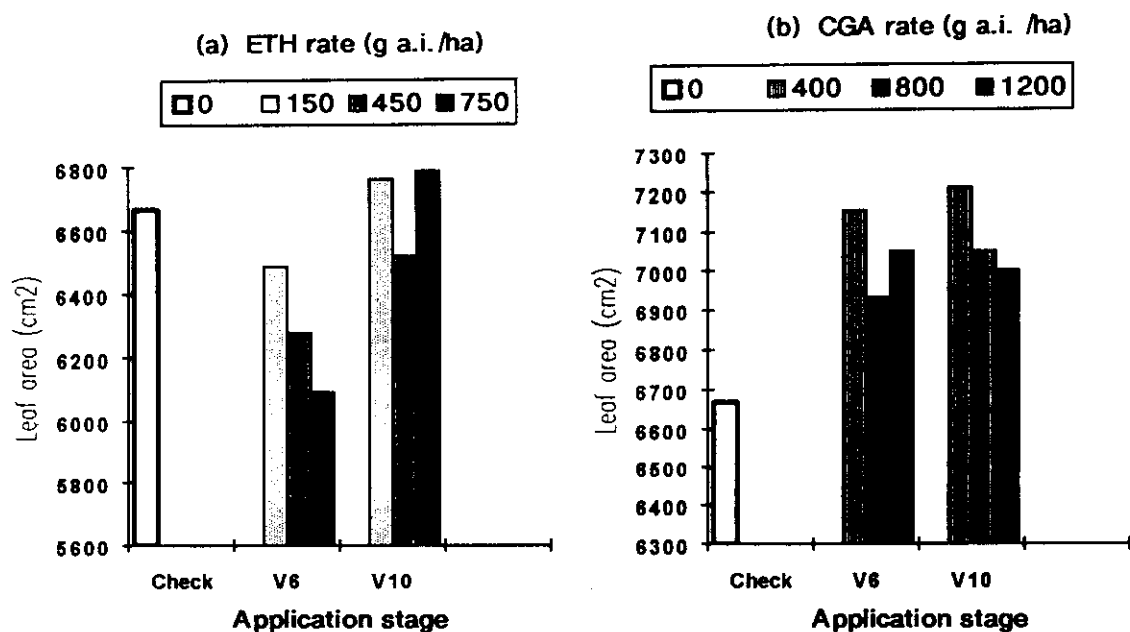 (a) ETH rate (g a.i. /ha)
0 150 450 750
6800
6600
6400
6200
6000
5800
5600
Leaf area (cm2)
Check V6 V10
Application stage
(b) CGA rate (g a.i. /ha)
0 400 800 1200
7300
7200
7100
7000
6900
6800
6700
6600
6500
6400
6300
Leaf area (cm2)
Check V6 V10
Application stage